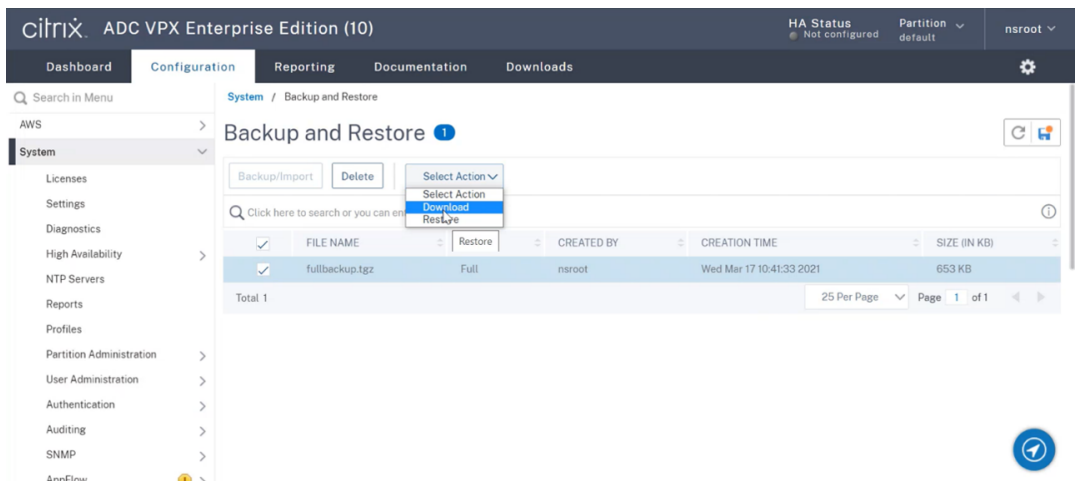 citrix. ADC VPX Enterprise Edition (10)
HA Status
Not configured
Partition
default
nsroot
Dashboard Configuration Reporting Documentation Downloads
Search in Menu
AWS
System
Licenses
Settings
Diagnostics
High Availability
NTP Servers
Reports
Profiles
Partition Administration
User Administration
Authentication
Auditing
SNMP
AppFlow
System / Backup and Restore
Backup and Restore 1
Backup/Import Delete Select Action
Select Action
Download
Restore
Click here to search or you can en
Restore
FILE NAME CREATED BY CREATION TIME SIZE (IN KB)
fullbackup.tgz Full nsroot Wed Mar 17 10:41:33 2021 653 KB
Total 1 25 Per Page Page 1 of 1